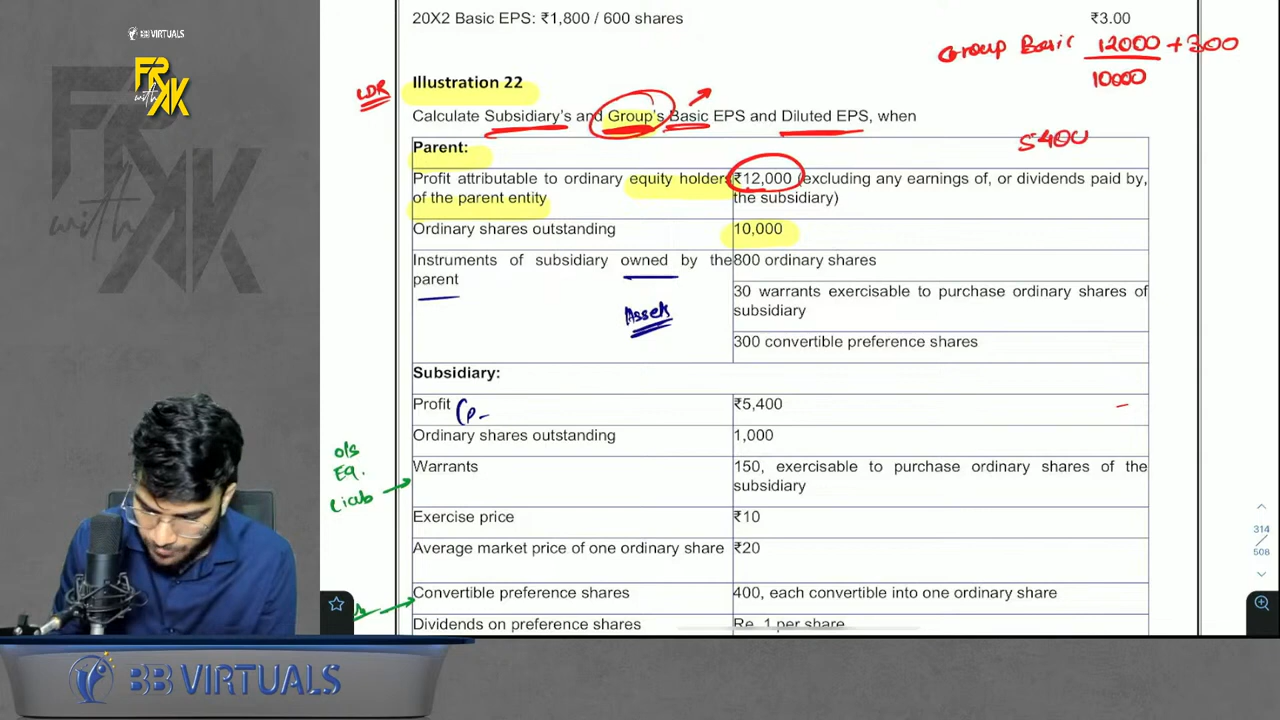 BB VIRTUALS
FR
with AK
FR
with AK
20X2 Basic EPS: ₹1,800 / 600 shares ₹3.00
Group Basic 12000 + 300
10000
LDR
Illustration 22
Calculate Subsidiary's and Group's Basic EPS and Diluted EPS, when
5400
Parent:
Profit attributable to ordinary equity holders ₹12,000 (excluding any earnings of, or dividends paid by,
of the parent entity the subsidiary)
Ordinary shares outstanding 10,000
Instruments of subsidiary owned by the 800 ordinary shares
parent
30 warrants exercisable to purchase ordinary shares of
subsidiary
Asset
300 convertible preference shares
Subsidiary:
Profit ₹5,400
Ordinary shares outstanding 1,000
o/s
Eq.
Warrants 150, exercisable to purchase ordinary shares of the
subsidiary
Exercise price ₹10
Average market price of one ordinary share ₹20
Convertible preference shares 400, each convertible into one ordinary share
Dividends on preference shares Re. 1 per share
314
/
508
BB VIRTUALS